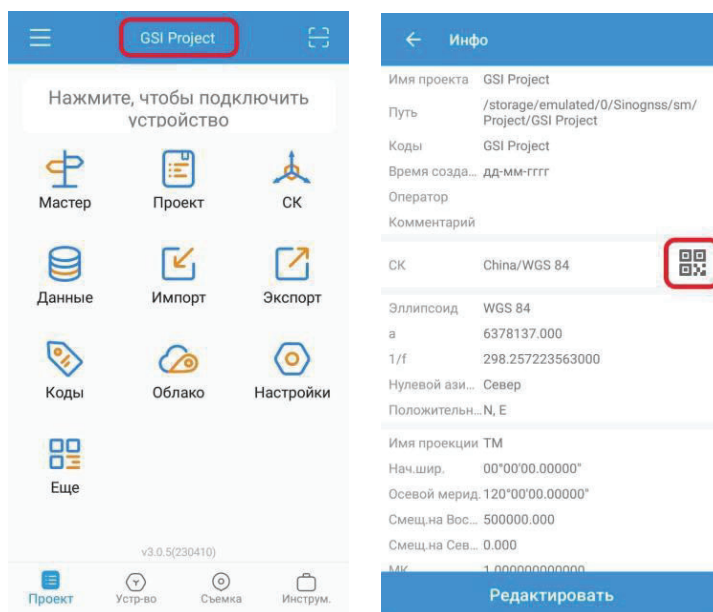 GSI Project
Нажмите, чтобы подключить
устройство
Мастер
Проект
СК
Данные
Импорт
Экспорт
Коды
Облако
Настройки
Еще
v3.0.5(230410)
Проект
Устр-во
Съемка
Инструм.
Инфо
Имя проекта GSI Project
Путь /storage/emulated/0/Sinognss/sm/
Project/GSI Project
Коды GSI Project
Время созда... дд-мм-гггг
Оператор
Комментарий
СК China/WGS 84
Эллипсоид WGS 84
a 6378137.000
1/f 298.257223563000
Нулевой ази... Север
Положительн... N, E
Имя проекции TM
Нач.шир. 00°00'00.00000"
Осевой мерид. 120°00'00.00000"
Смещ.на Вос... 500000.000
Смещ.на Сев... 0.000
МК 1.000000000000
Редактировать